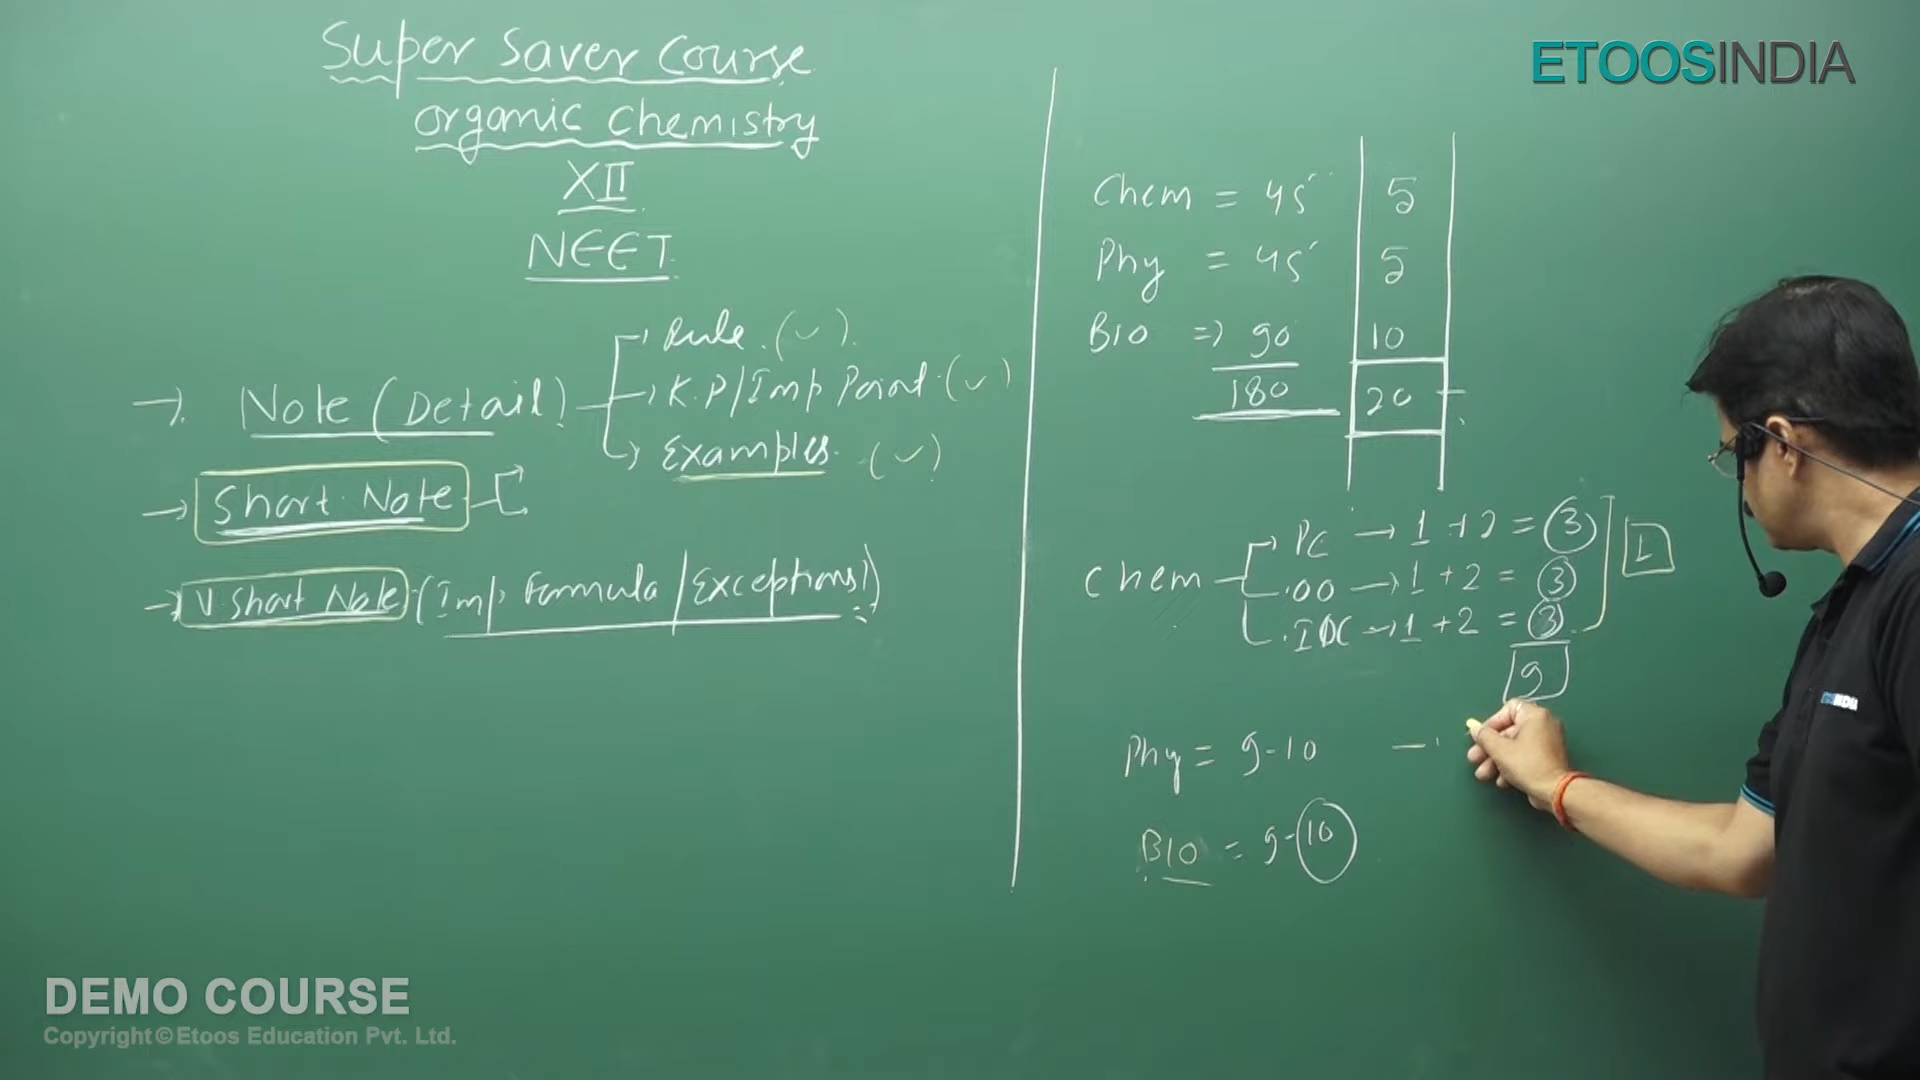 Super Saver Course
organic chemistry
XII
NEET
→ Note (Detail)
→ Rule. (✓)
→ K.P/Imp Point. (✓)
→ Examples. (✓)
→ Short Note
→ V. Short Note (Imp Formula / Exceptions)
ETOOSINDIA
Chem = 45 5
Phy = 45 5
BIO => 90 10
180 20
Chem
PC → 1 + 2 = 3
OO → 1 + 2 = 3
IOC → 1 + 2 = 3
9
Phy = 9-10 —
BIO = 9-10
DEMO COURSE
Copyright © Etoos Education Pvt. Ltd.